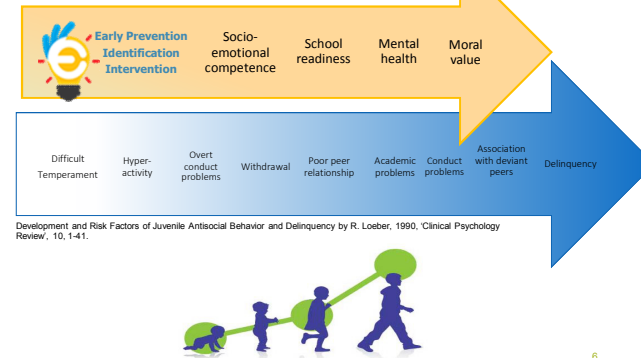 Early Prevention
Identification
Intervention
Socio-
emotional
competence
School
readiness
Mental
health
Moral
value
Difficult
Temperament
Hyper-
activity
Overt
conduct
problems
Withdrawal
Poor peer
relationship
Academic
problems
Conduct
problems
Association
with deviant
peers
Delinquency
Development and Risk Factors of Juvenile Antisocial Behavior and Delinquency by R. Loeber, 1990, 'Clinical Psychology
Review', 10, 1-41.
6